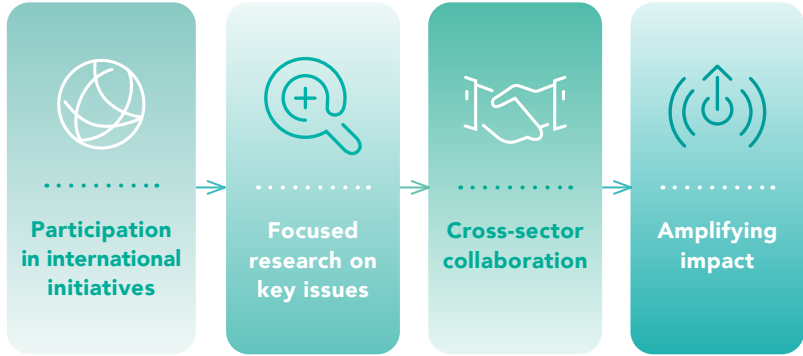 Participation
in international
initiatives
Focused
research on
key issues
Cross-sector
collaboration
Amplifying
impact